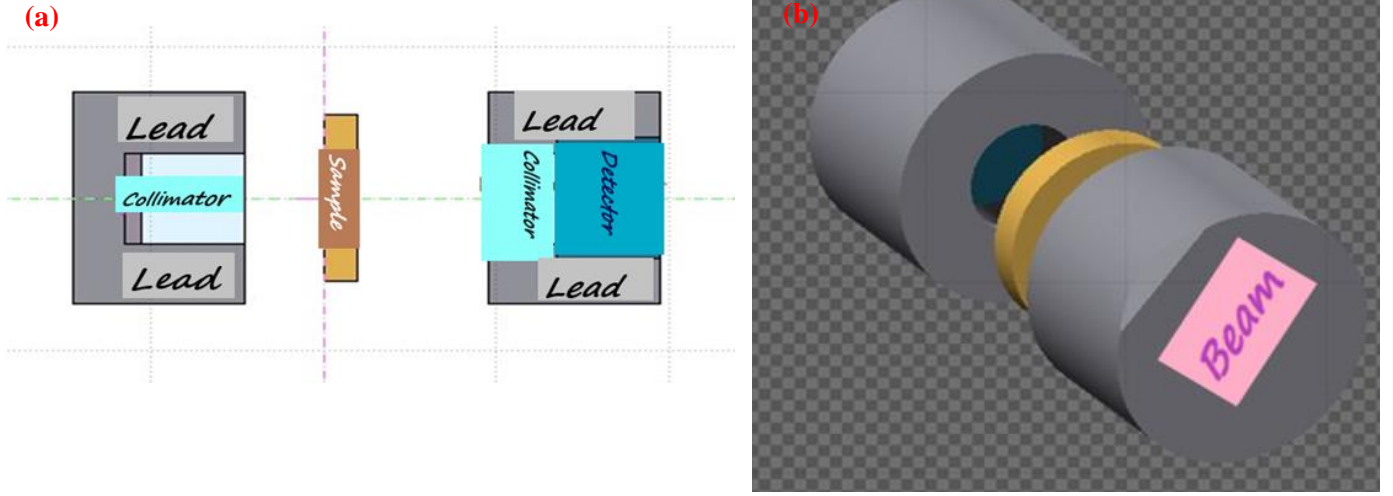 (a)
Lead
Collimator
Lead
Sample
Lead
Collimator
Detector
Lead
(b)
Beam